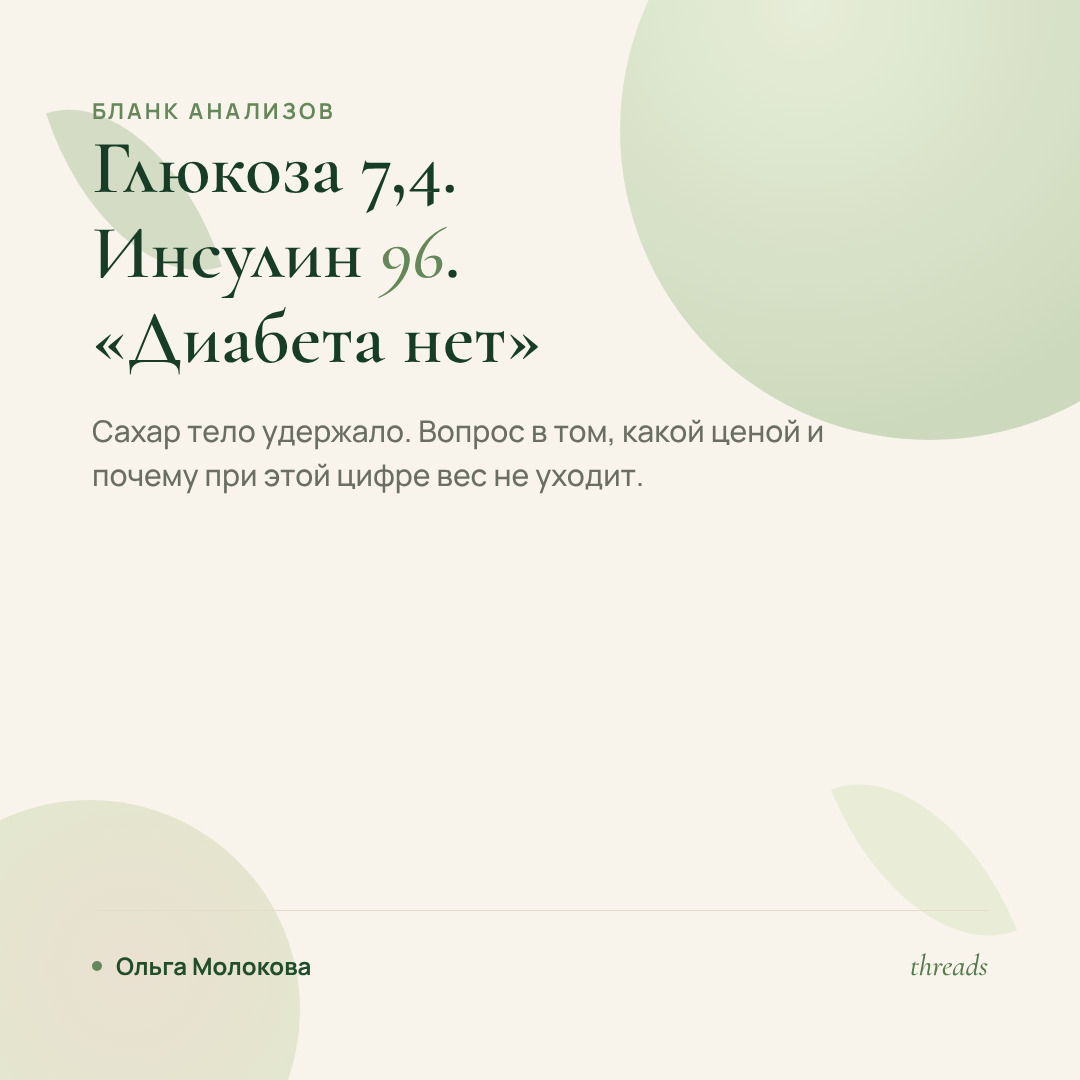 БЛАНК АНАЛИЗОВ
Глюкоза 7,4.
Инсулин 96.
«Диабета нет»
Сахар тело удержало. Вопрос в том, какой ценой и
почему при этой цифре вес не уходит.
Ольга Молокова
threads